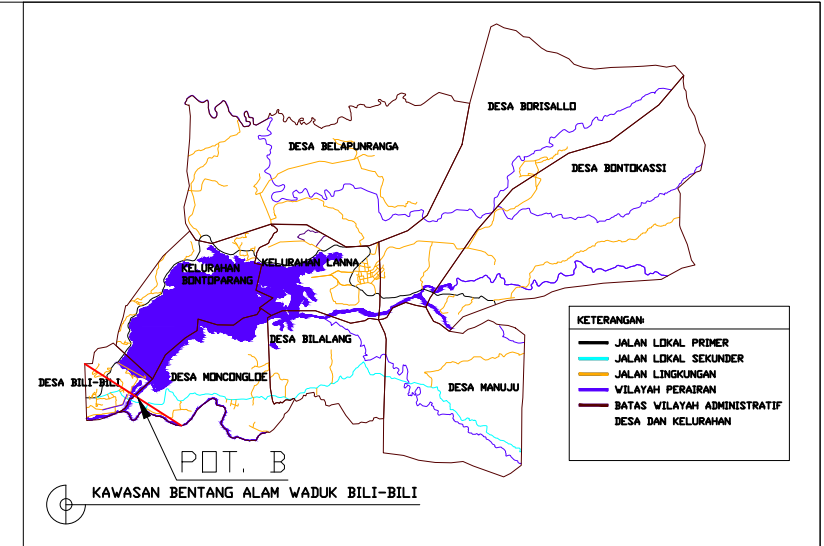 DESA BORISALLO
DESA BELAPUNRANGA
DESA BONTOKASSI
KELURAHAN LANNA
KELURAHAN
BONTOPARANG
DESA BILALANG
DESA BILI-BILI
DESA MONCONGLOE
DESA MANUJU
KETERANGAN:
JALAN LOKAL PRIMER
JALAN LOKAL SEKUNDER
JALAN LINGKUNGAN
WILAYAH PERAIRAN
BATAS WILAYAH ADMINISTRATIF
DESA DAN KELURAHAN
POT. B
KAWASAN BENTANG ALAM WADUK BILI-BILI